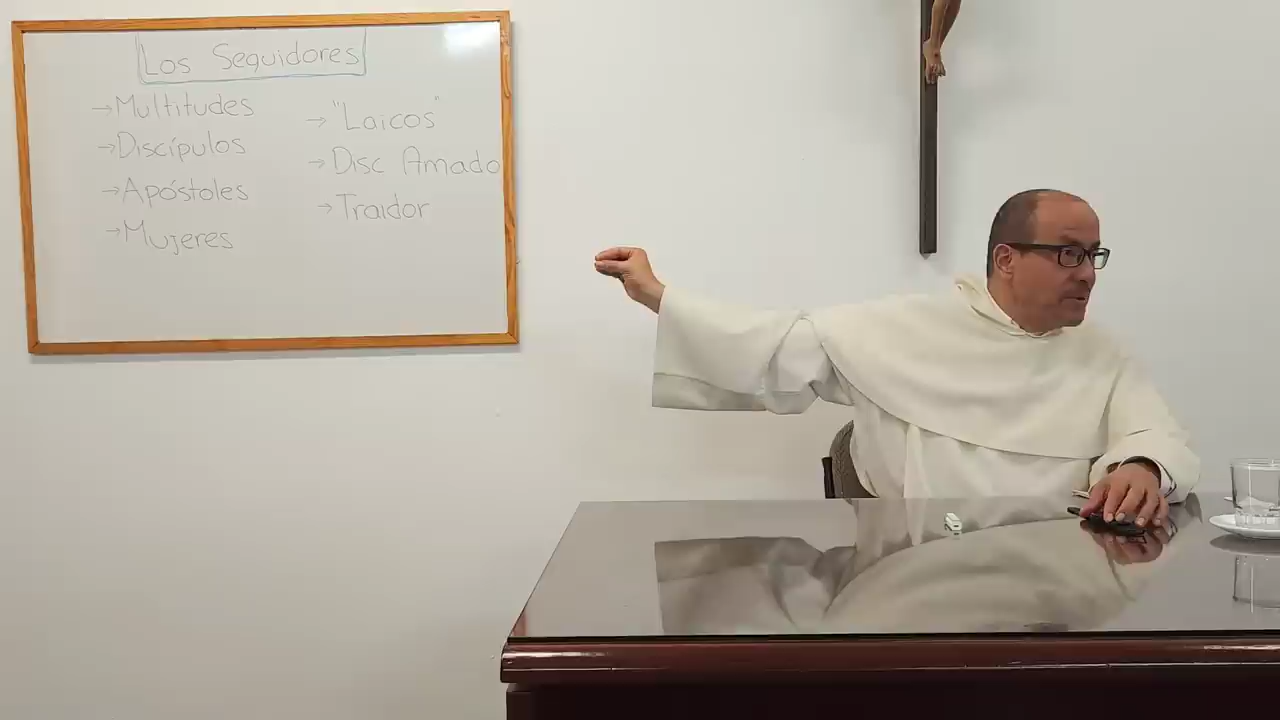 Los Seguidores
→Multitudes
→Discípulos
→Apóstoles
→Mujeres
→"Laicos"
→Disc Amado
→Traidor